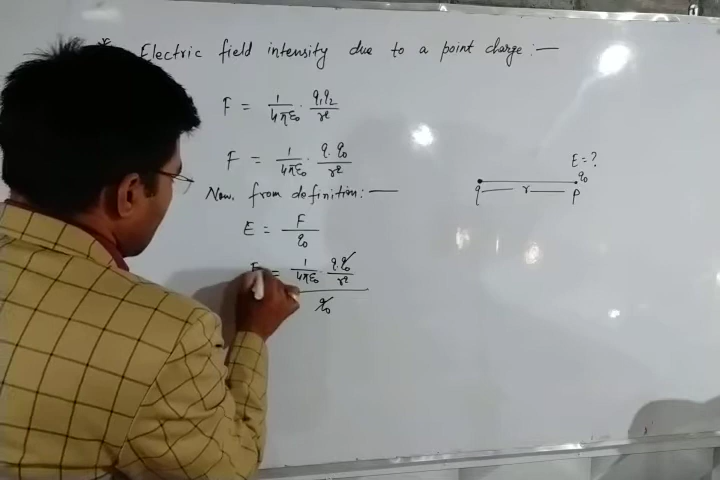 * Electric field intensity due to a point charge :—
F = 1/4πε₀ · q₁q₂/r²
F = 1/4πε₀ · q·q₀/r²
Now, from definition :—
E = F/q₀
E = 1/4πε₀ · q·q₀/r² / q₀
E = ?
q₀
q — r — P